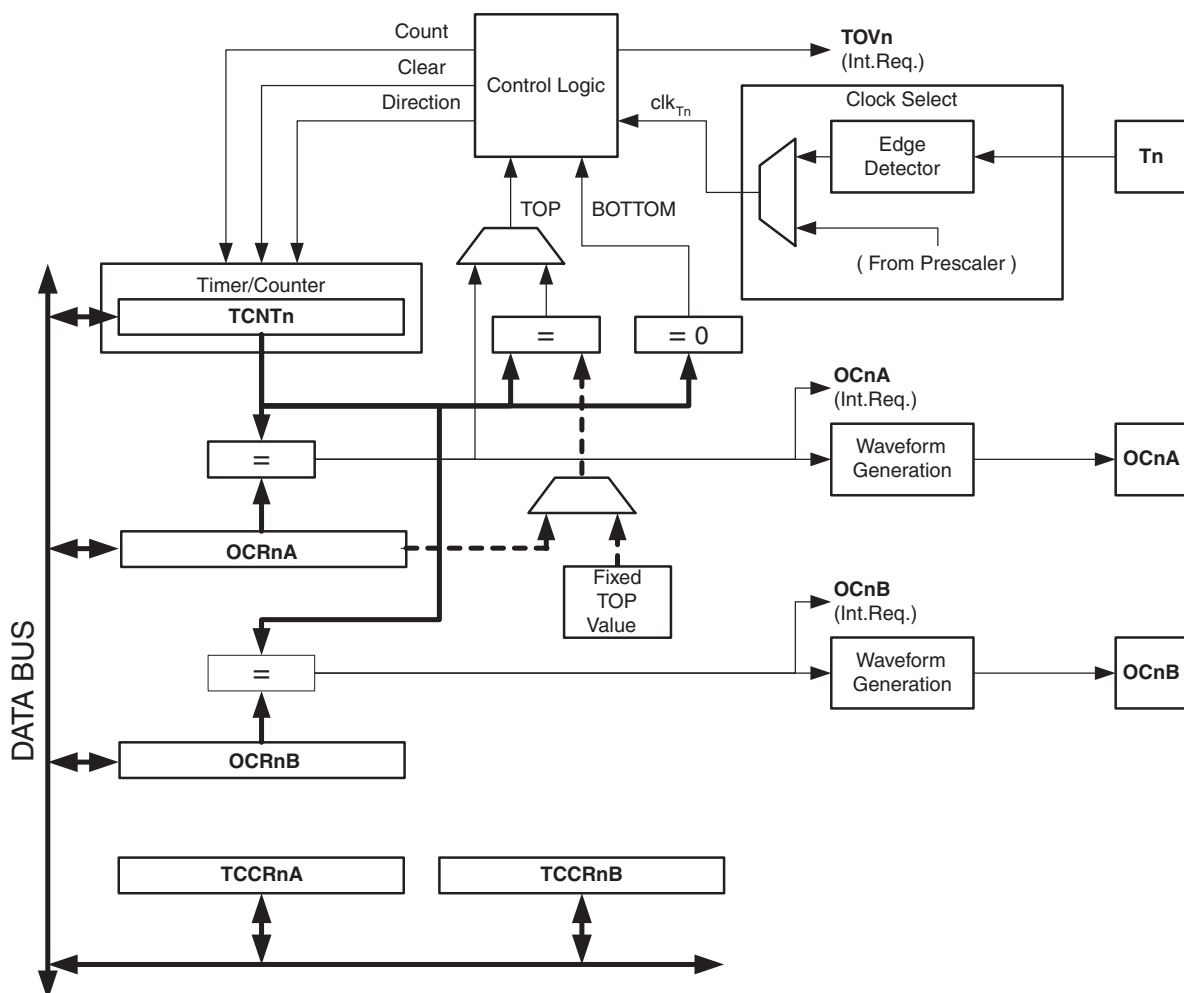 Count
Clear
Direction
Control Logic
TOVn
(Int.Req.)
clkTn
Clock Select
Edge
Detector
Tn
( From Prescaler )
TOP
BOTTOM
Timer/Counter
TCNTn
=
= 0
OCnA
(Int.Req.)
=
Waveform
Generation
OCnA
OCRnA
Fixed
TOP
Value
OCnB
(Int.Req.)
=
Waveform
Generation
OCnB
OCRnB
DATA BUS
TCCRnA
TCCRnB